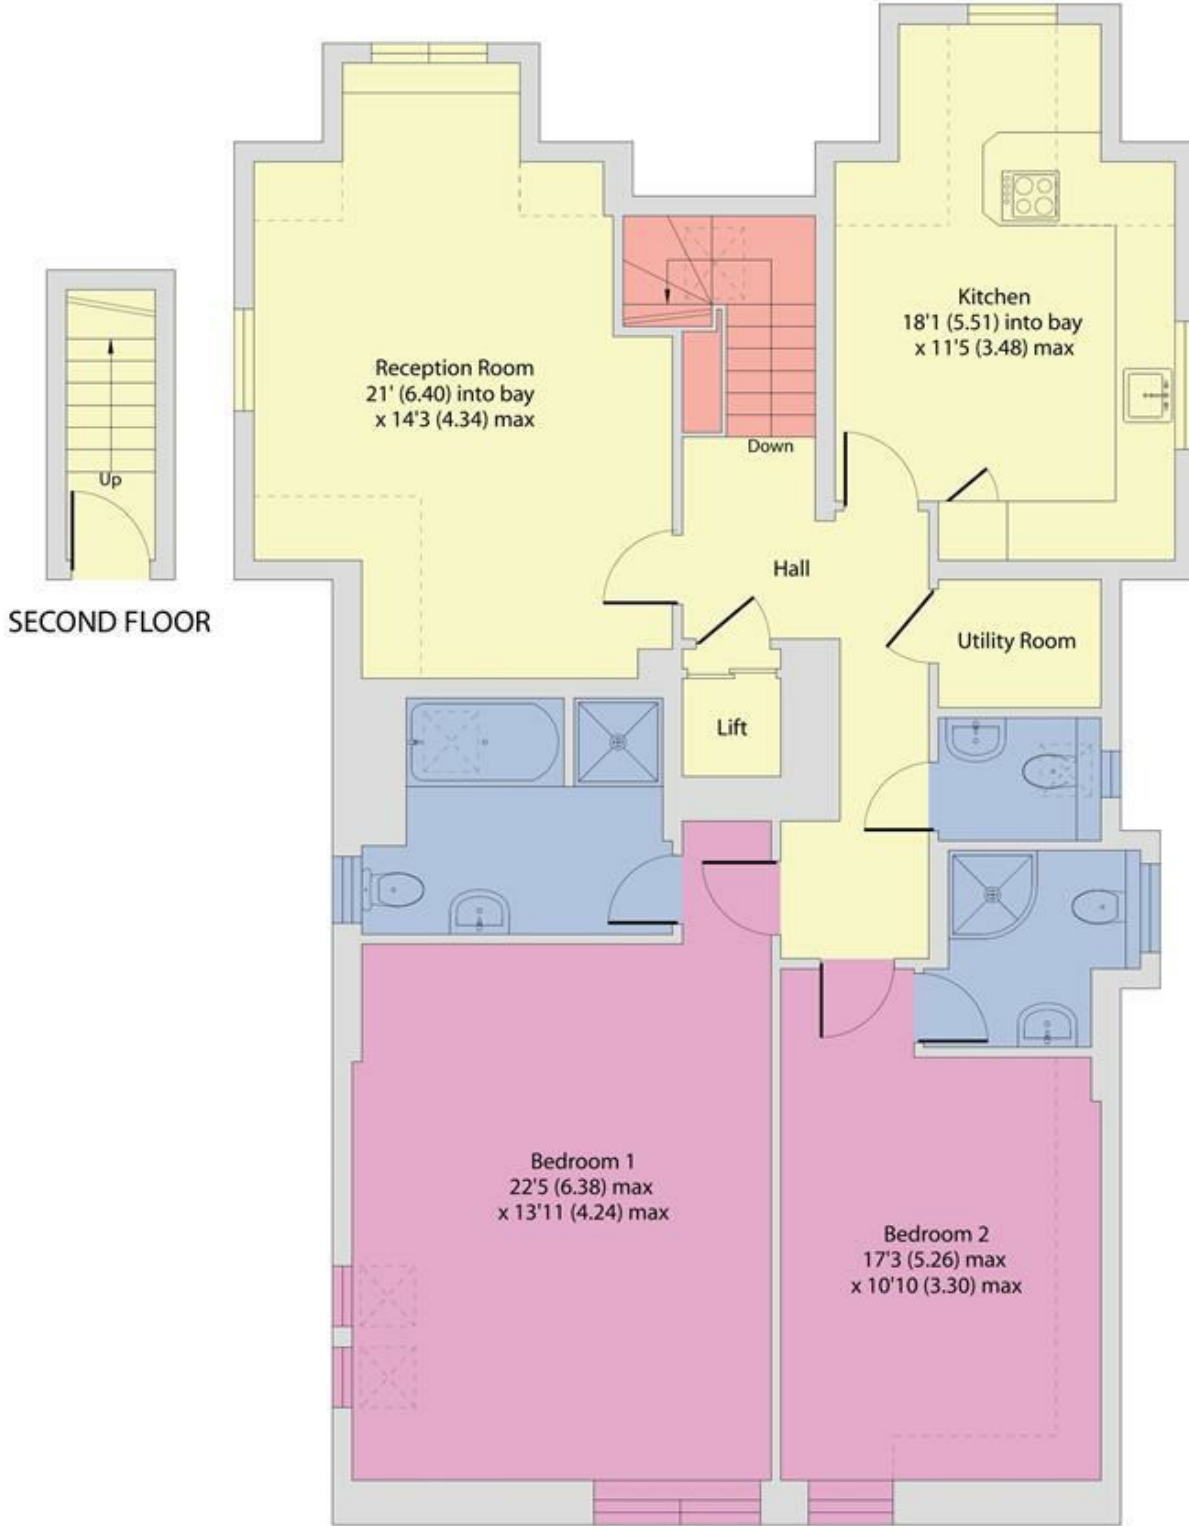 Kitchen
18'1 (5.51) into bay
x 11'5 (3.48) max
Reception Room
21' (6.40) into bay
x 14'3 (4.34) max
Down
Up
SECOND FLOOR
Hall
Utility Room
Lift
Bedroom 1
22'5 (6.38) max
x 13'11 (4.24) max
Bedroom 2
17'3 (5.26) max
x 10'10 (3.30) max